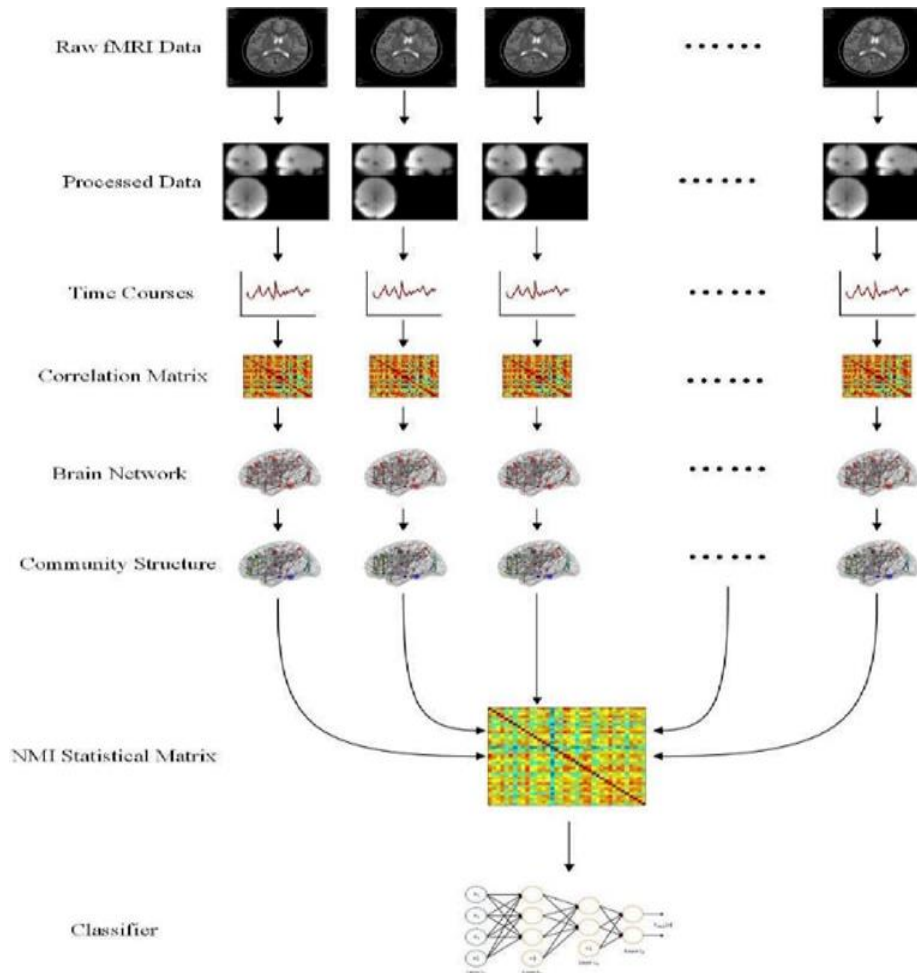 Raw fMRI Data
Processed Data
Time Courses
Correlation Matrix
Brain Network
Community Structure
NMI Statistical Matrix
Classifier